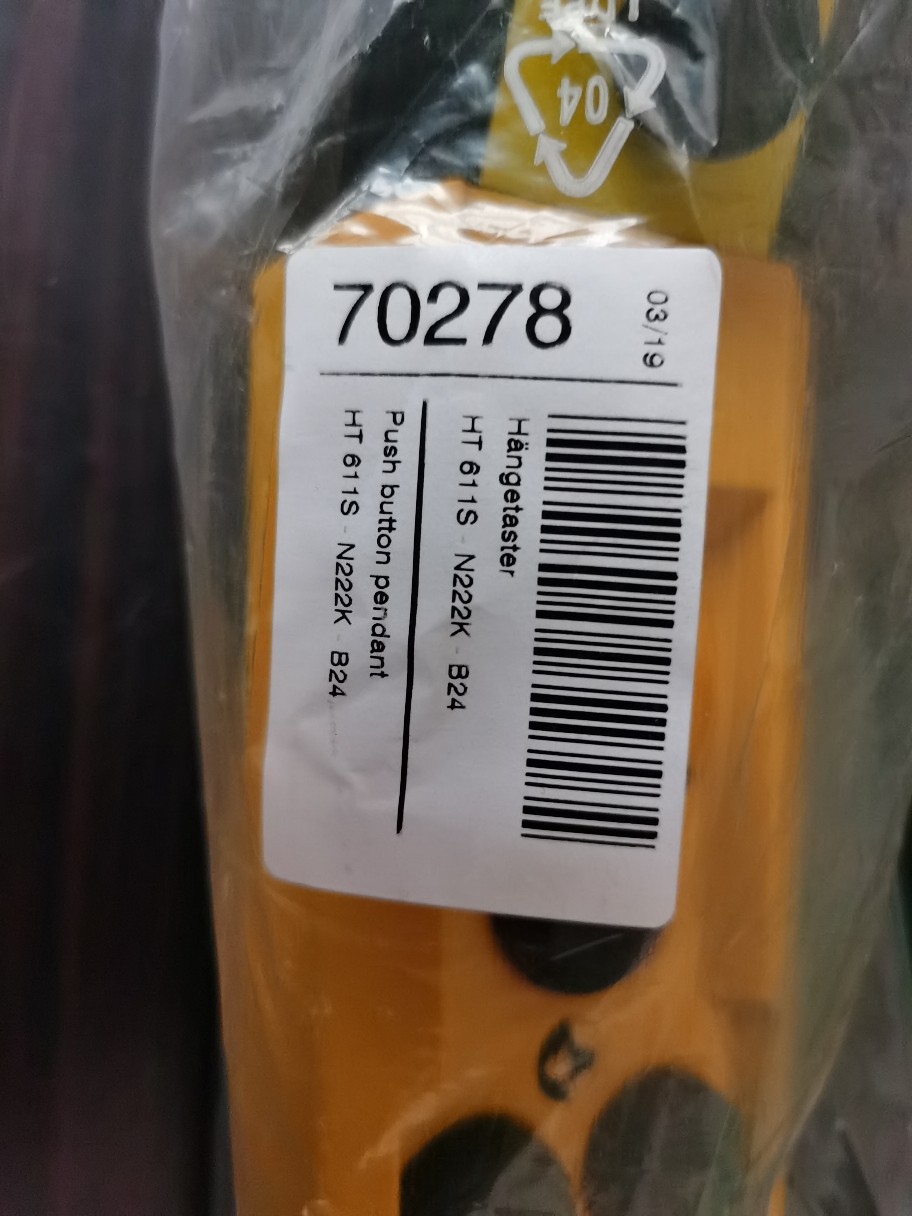 04
70278
03/19
Hängetaster
HT 611S - N222K - B24
Push button pendant
HT 611S - N222K - B24